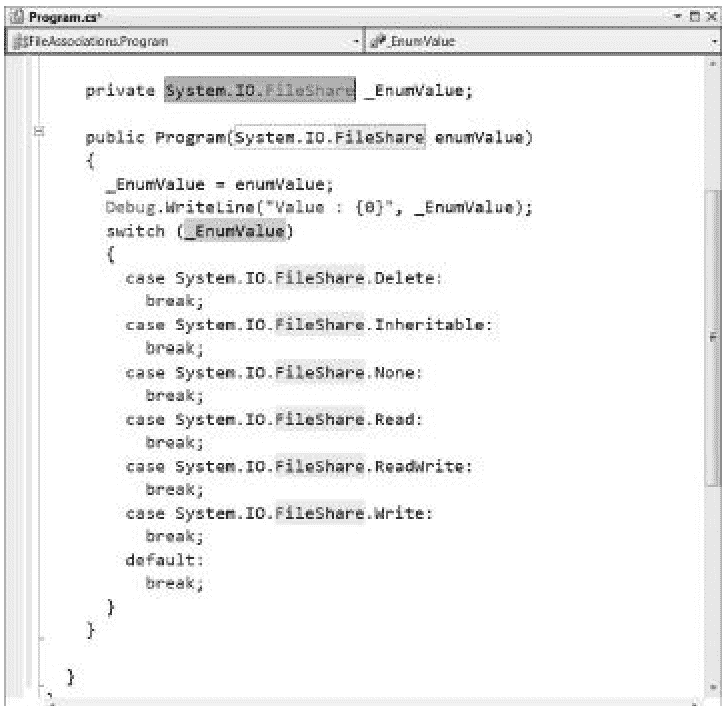 Program.cs*
FileAssociations.Program _EnumValue
private System.IO.FileShare _EnumValue;
public Program(System.IO.FileShare enumValue)
{
_EnumValue = enumValue;
Debug.WriteLine("Value : {0}", _EnumValue);
switch (_EnumValue)
{
case System.IO.FileShare.Delete:
break;
case System.IO.FileShare.Inheritable:
break;
case System.IO.FileShare.None:
break;
case System.IO.FileShare.Read:
break;
case System.IO.FileShare.ReadWrite:
break;
case System.IO.FileShare.Write:
break;
default:
break;
}
}
}